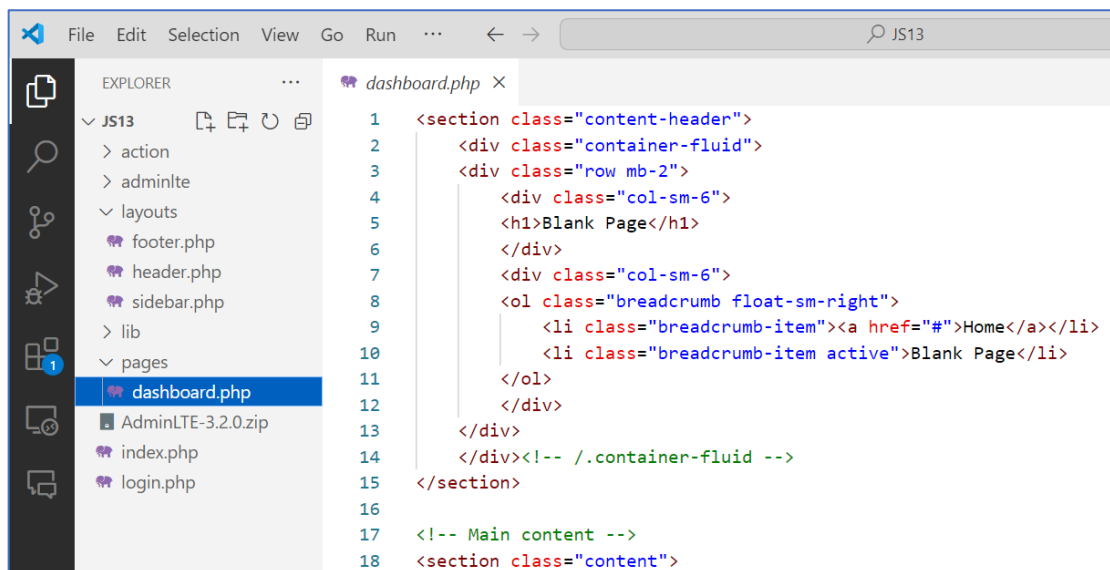 File Edit Selection View Go Run ··· ← → JS13
EXPLORER ···
JS13
action
adminlte
layouts
footer.php
header.php
sidebar.php
lib
pages
dashboard.php
AdminLTE-3.2.0.zip
index.php
login.php
1
dashboard.php ×
1 <section class="content-header">
2 <div class="container-fluid">
3 <div class="row mb-2">
4 <div class="col-sm-6">
5 <h1>Blank Page</h1>
6 </div>
7 <div class="col-sm-6">
8 <ol class="breadcrumb float-sm-right">
9 <li class="breadcrumb-item"><a href="#">Home</a></li>
10 <li class="breadcrumb-item active">Blank Page</li>
11 </ol>
12 </div>
13 </div>
14 </div><!-- /.container-fluid -->
15 </section>
16
17 <!-- Main content -->
18 <section class="content">